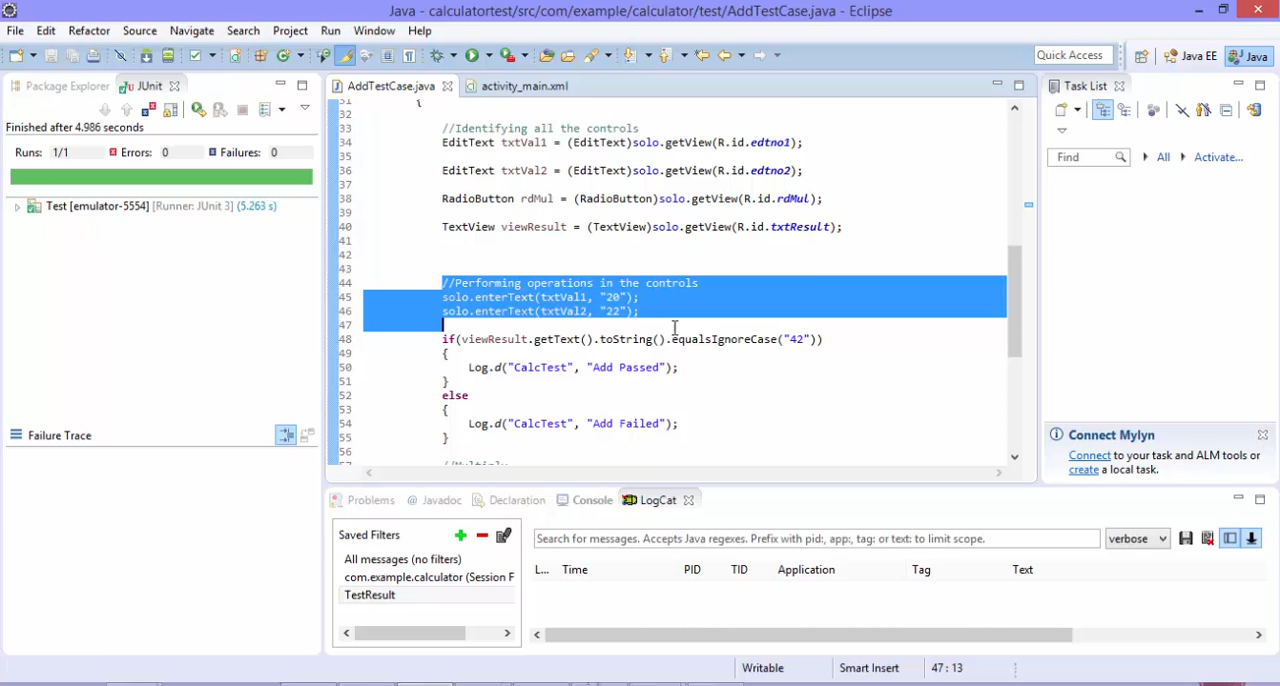 Java - calculatortest/src/com/example/calculator/test/AddTestCase.java - Eclipse
File Edit Refactor Source Navigate Search Project Run Window Help
Quick Access
Java EE
Java
Package Explorer
JUnit
Finished after 4.986 seconds
Runs: 1/1 Errors: 0 Failures: 0
Test [emulator-5554] [Runner: JUnit 3] (5.263 s)
Failure Trace
AddTestCase.java
activity_main.xml
31 {
32
33 //Identifying all the controls
34 EditText txtVal1 = (EditText)solo.getView(R.id.edtno1);
35
36 EditText txtVal2 = (EditText)solo.getView(R.id.edtno2);
37
38 RadioButton rdMul = (RadioButton)solo.getView(R.id.rdMul);
39
40 TextView viewResult = (TextView)solo.getView(R.id.txtResult);
41
42
43
44 //Performing operations in the controls
45 solo.enterText(txtVal1, "20");
46 solo.enterText(txtVal2, "22");
47
48 if(viewResult.getText().toString().equalsIgnoreCase("42"))
49 {
50 Log.d("CalcTest", "Add Passed");
51 }
52 else
53 {
54 Log.d("CalcTest", "Add Failed");
55 }
56
57 //Multiply
Task List
Find All Activate...
Connect Mylyn
Connect to your task and ALM tools or
create a local task.
Problems @ Javadoc Declaration Console LogCat
Saved Filters
All messages (no filters)
com.example.calculator (Session F
TestResult
Search for messages. Accepts Java regexes. Prefix with pid:, app:, tag: or text: to limit scope.
verbose
L... Time PID TID Application Tag Text
Writable Smart Insert 47 : 13